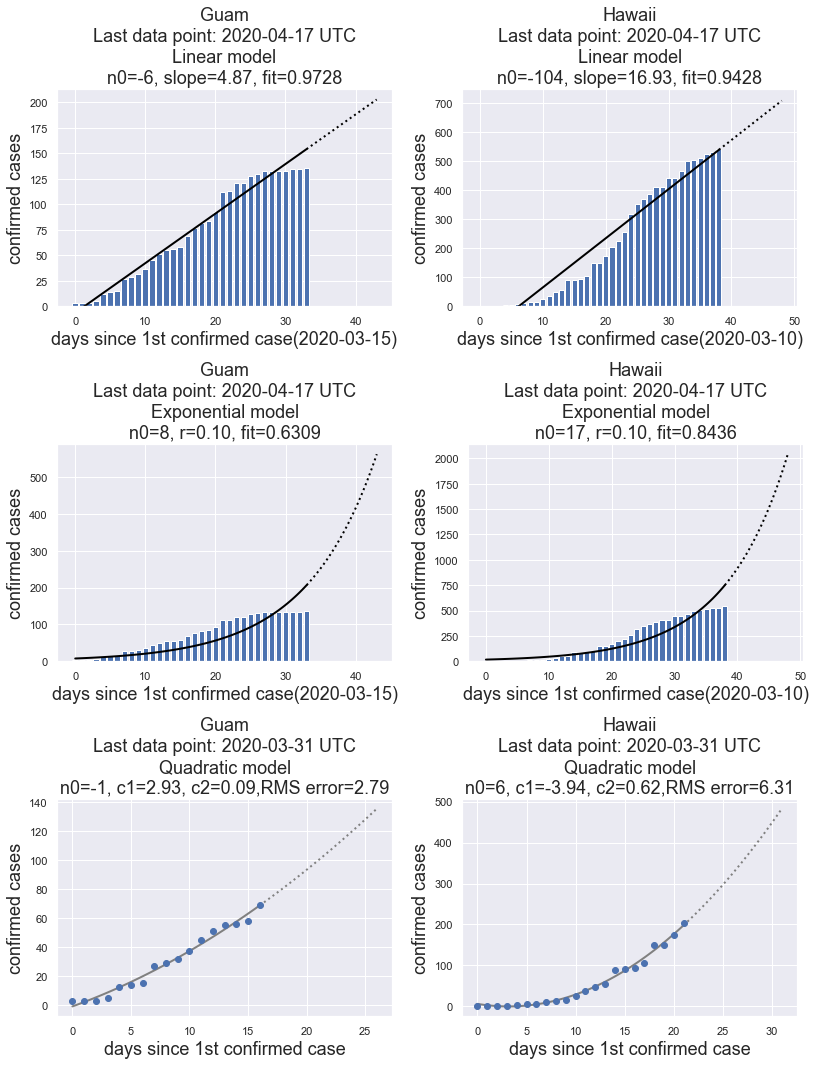 Guam
Last data point: 2020-04-17 UTC
Linear model
n0=-6, slope=4.87, fit=0.9728
200
175
150
125
100
75
50
25
0
confirmed cases
0 10 20 30 40
days since 1st confirmed case(2020-03-15)
Hawaii
Last data point: 2020-04-17 UTC
Linear model
n0=-104, slope=16.93, fit=0.9428
700
600
500
400
300
200
100
0
confirmed cases
0 10 20 30 40 50
days since 1st confirmed case(2020-03-10)
Guam
Last data point: 2020-04-17 UTC
Exponential model
n0=8, r=0.10, fit=0.6309
500
400
300
200
100
0
confirmed cases
0 10 20 30 40
days since 1st confirmed case(2020-03-15)
Hawaii
Last data point: 2020-04-17 UTC
Exponential model
n0=17, r=0.10, fit=0.8436
2000
1750
1500
1250
1000
750
500
250
0
confirmed cases
0 10 20 30 40 50
days since 1st confirmed case(2020-03-10)
Guam
Last data point: 2020-03-31 UTC
Quadratic model
n0=-1, c1=2.93, c2=0.09,RMS error=2.79
140
120
100
80
60
40
20
0
confirmed cases
0 5 10 15 20 25
days since 1st confirmed case
Hawaii
Last data point: 2020-03-31 UTC
Quadratic model
n0=6, c1=-3.94, c2=0.62,RMS error=6.31
500
400
300
200
100
0
confirmed cases
0 5 10 15 20 25 30
days since 1st confirmed case